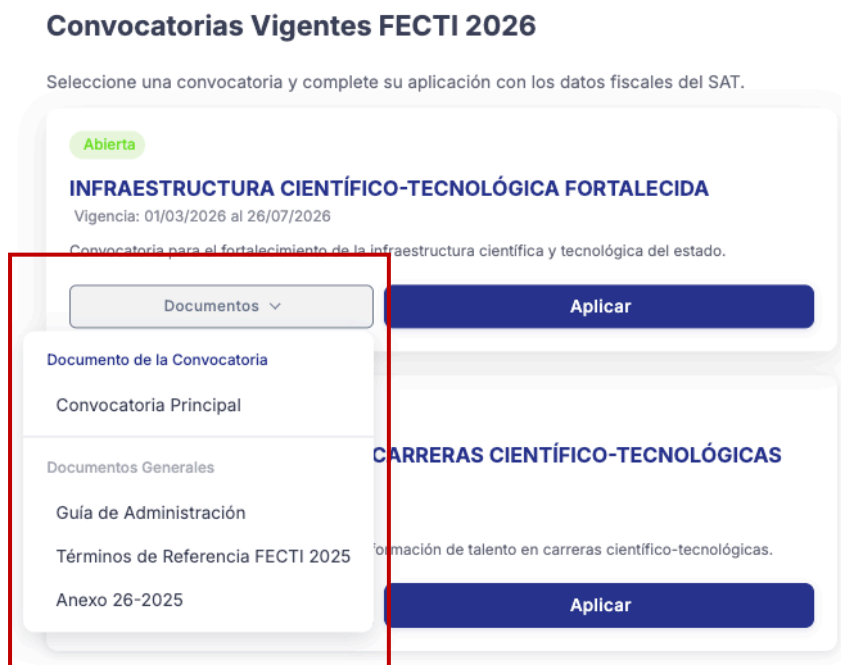 Convocatorias Vigentes FECTI 2026
Seleccione una convocatoria y complete su aplicación con los datos fiscales del SAT.
Abierta
INFRAESTRUCTURA CIENTÍFICO-TECNOLÓGICA FORTALECIDA
Vigencia: 01/03/2026 al 26/07/2026
Convocatoria para el fortalecimiento de la infraestructura científica y tecnológica del estado.
Documentos
Aplicar
Documento de la Convocatoria
Convocatoria Principal
Documentos Generales
Guía de Administración
Términos de Referencia FECTI 2025
Anexo 26-2025
CARRERAS CIENTÍFICO-TECNOLÓGICAS
formación de talento en carreras científico-tecnológicas.
Aplicar